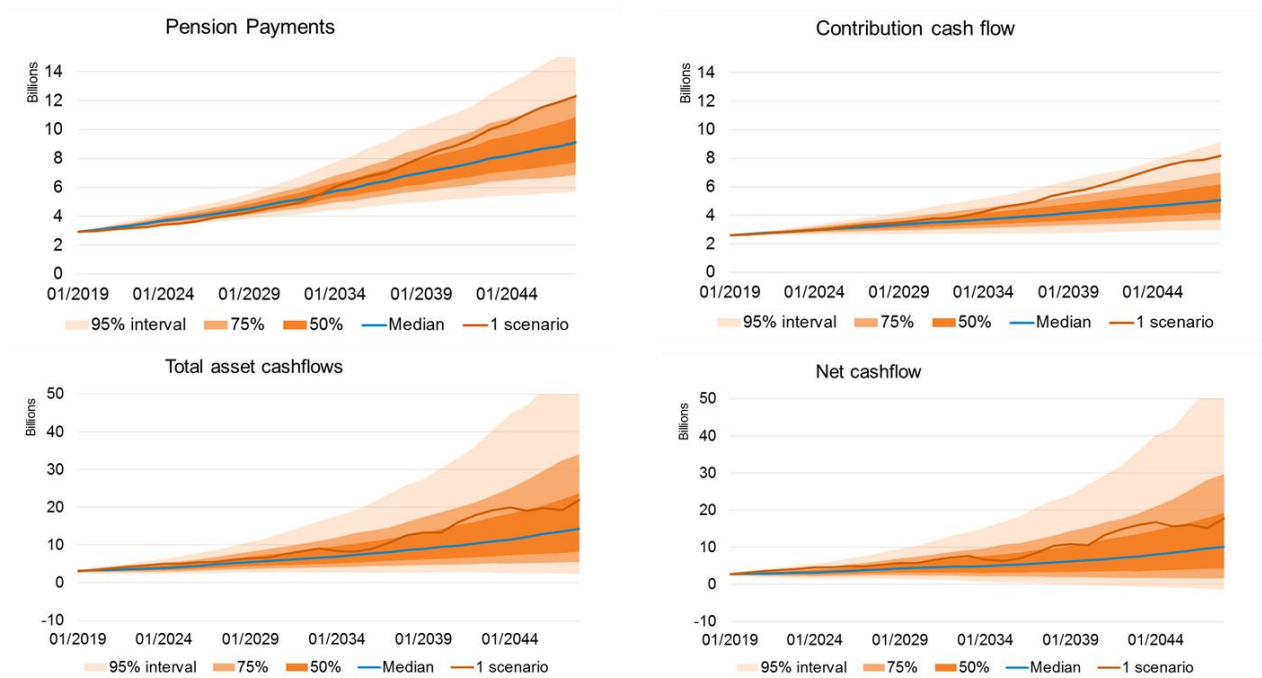 Pension Payments
Billions
14
12
10
8
6
4
2
0
01/2019 01/2024 01/2029 01/2034 01/2039 01/2044
95% interval 75% 50% Median 1 scenario
Contribution cash flow
Billions
14
12
10
8
6
4
2
0
01/2019 01/2024 01/2029 01/2034 01/2039 01/2044
95% interval 75% 50% Median 1 scenario
Total asset cashflows
Billions
50
40
30
20
10
0
-10
01/2019 01/2024 01/2029 01/2034 01/2039 01/2044
95% interval 75% 50% Median 1 scenario
Net cashflow
Billions
50
40
30
20
10
0
-10
01/2019 01/2024 01/2029 01/2034 01/2039 01/2044
95% interval 75% 50% Median 1 scenario